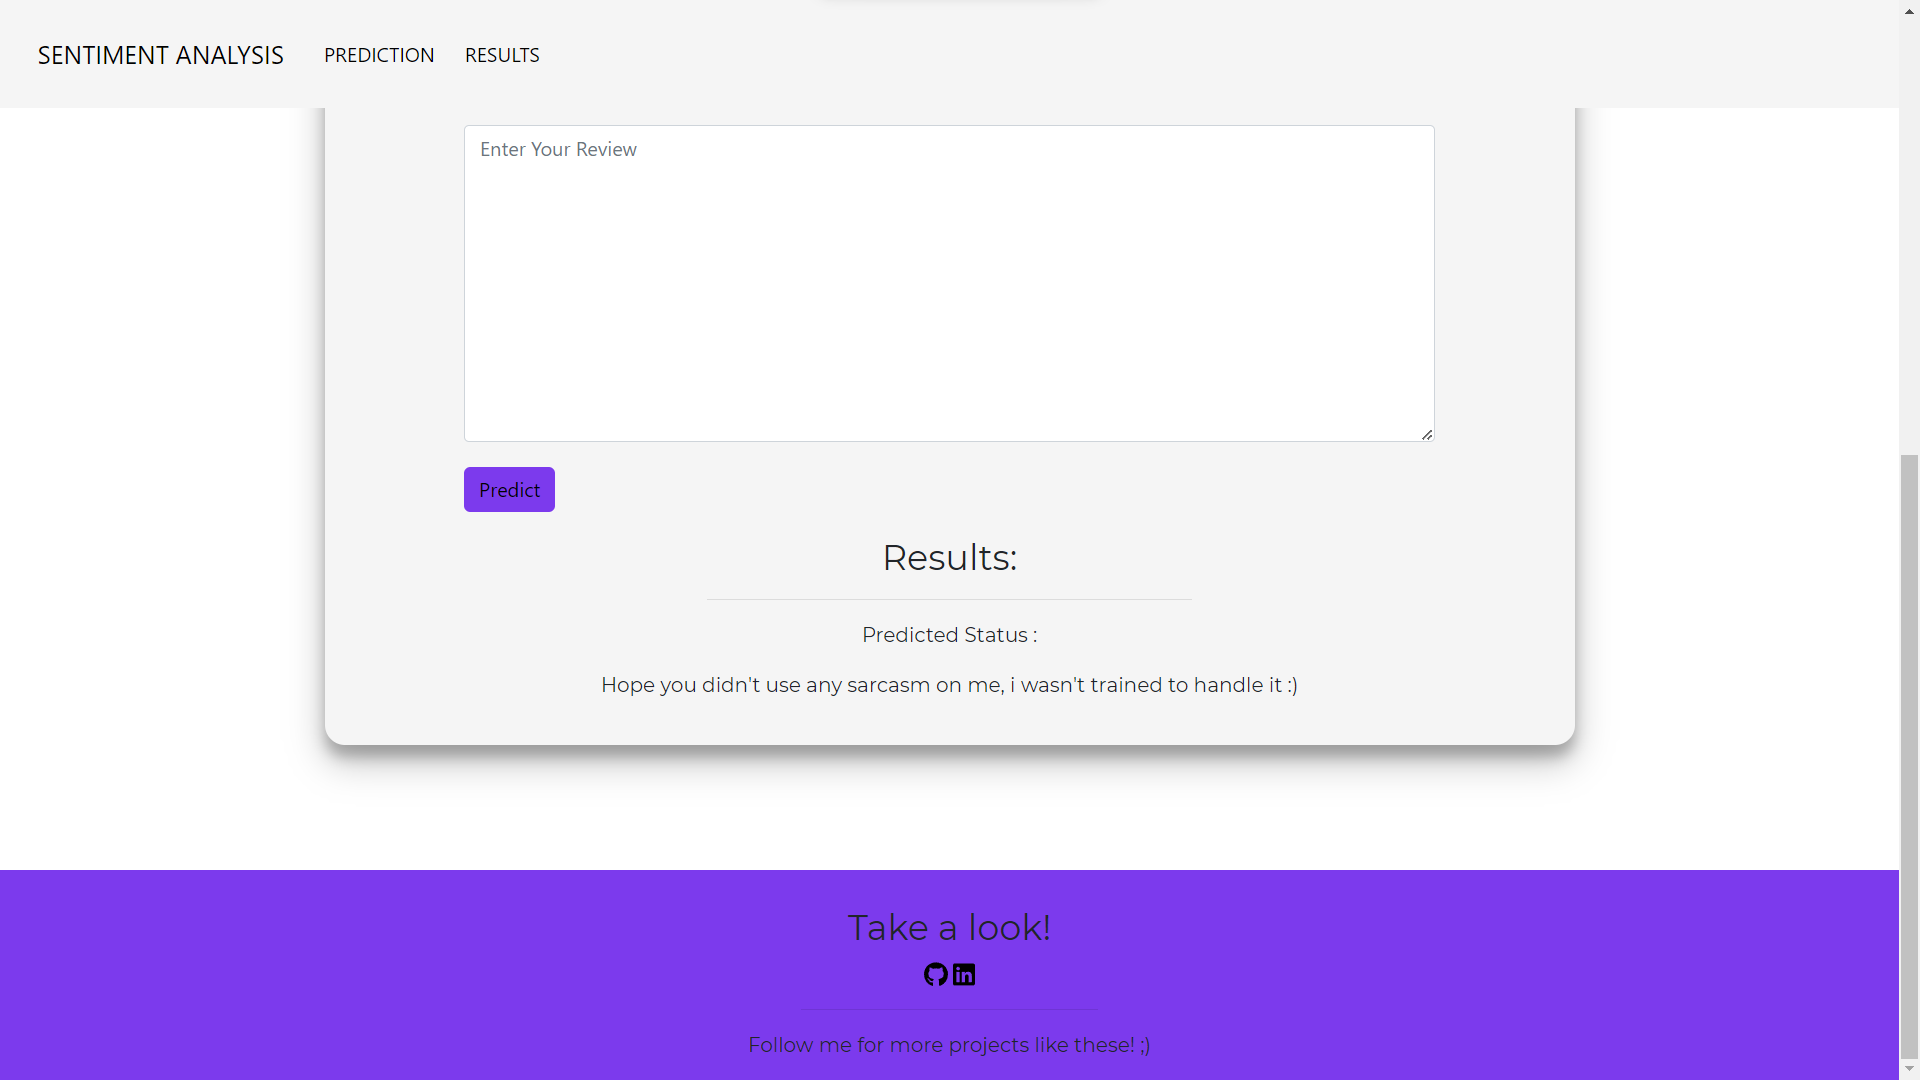 SENTIMENT ANALYSIS PREDICTION RESULTS
Enter Your Review
Predict
Results:
Predicted Status :
Hope you didn't use any sarcasm on me, i wasn't trained to handle it :)
Take a look!
in
Follow me for more projects like these! ;)